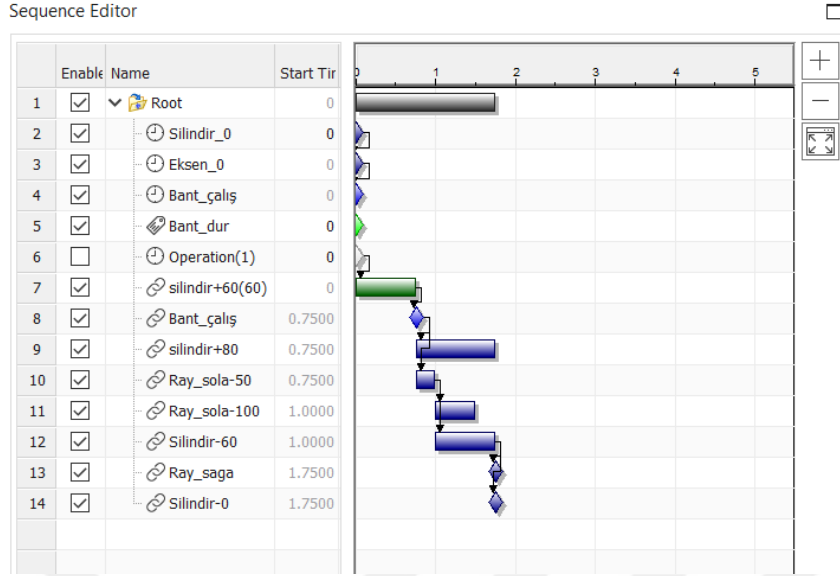 Sequence Editor
Enable Name Start Tir 0 1 2 3 4 5
1 Root 0
2 Silindir_0 0
3 Eksen_0 0
4 Bant_çalış 0
5 Bant_dur 0
6 Operation(1) 0
7 silindir+60(60) 0
8 Bant_çalış 0.7500
9 silindir+80 0.7500
10 Ray_sola-50 0.7500
11 Ray_sola-100 1.0000
12 Silindir-60 1.0000
13 Ray_saga 1.7500
14 Silindir-0 1.7500